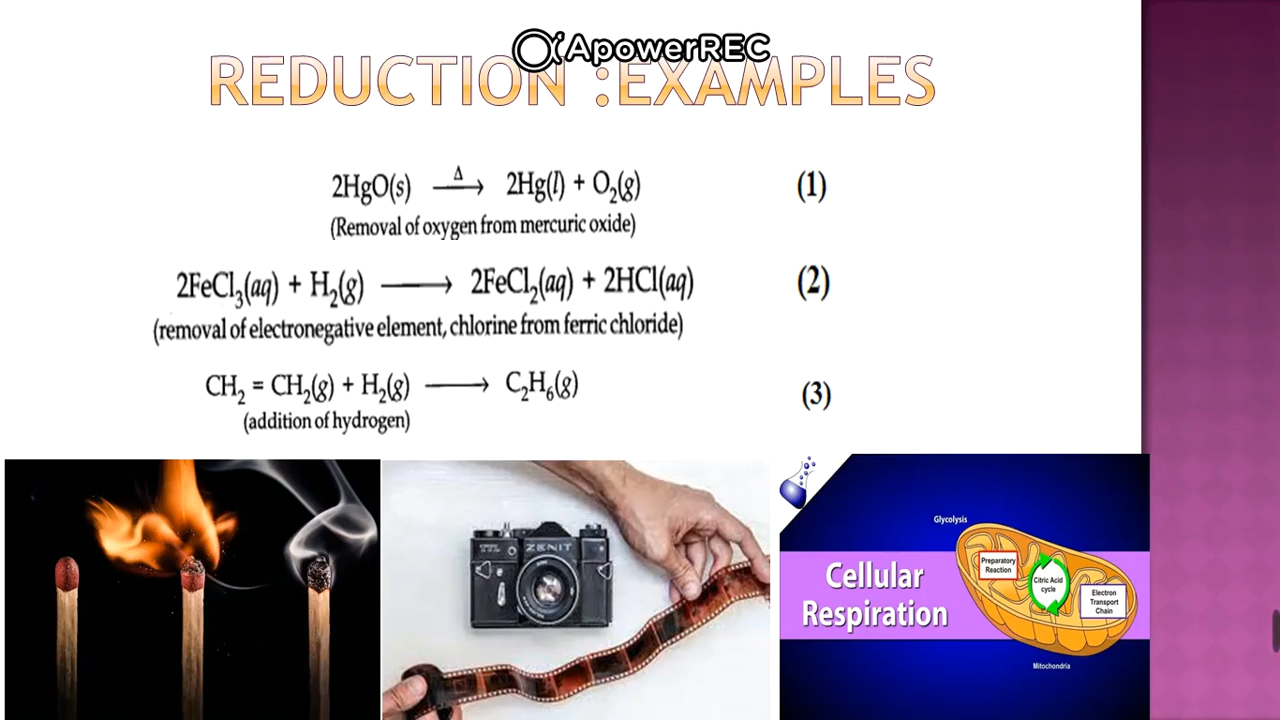 ApowerREC
REDUCTION :EXAMPLES
2HgO(s) —Δ→ 2Hg(l) + O₂(g) (1)
(Removal of oxygen from mercuric oxide)
2FeCl₃(aq) + H₂(g) ⟶ 2FeCl₂(aq) + 2HCl(aq) (2)
(removal of electronegative element, chlorine from ferric chloride)
CH₂ = CH₂(g) + H₂(g) ⟶ C₂H₆(g) (3)
(addition of hydrogen)
ZENIT
Cellular
Respiration
Glycolysis
Preparatory
Reaction
Citric Acid
cycle
Electron
Transport
Chain
Mitochondria